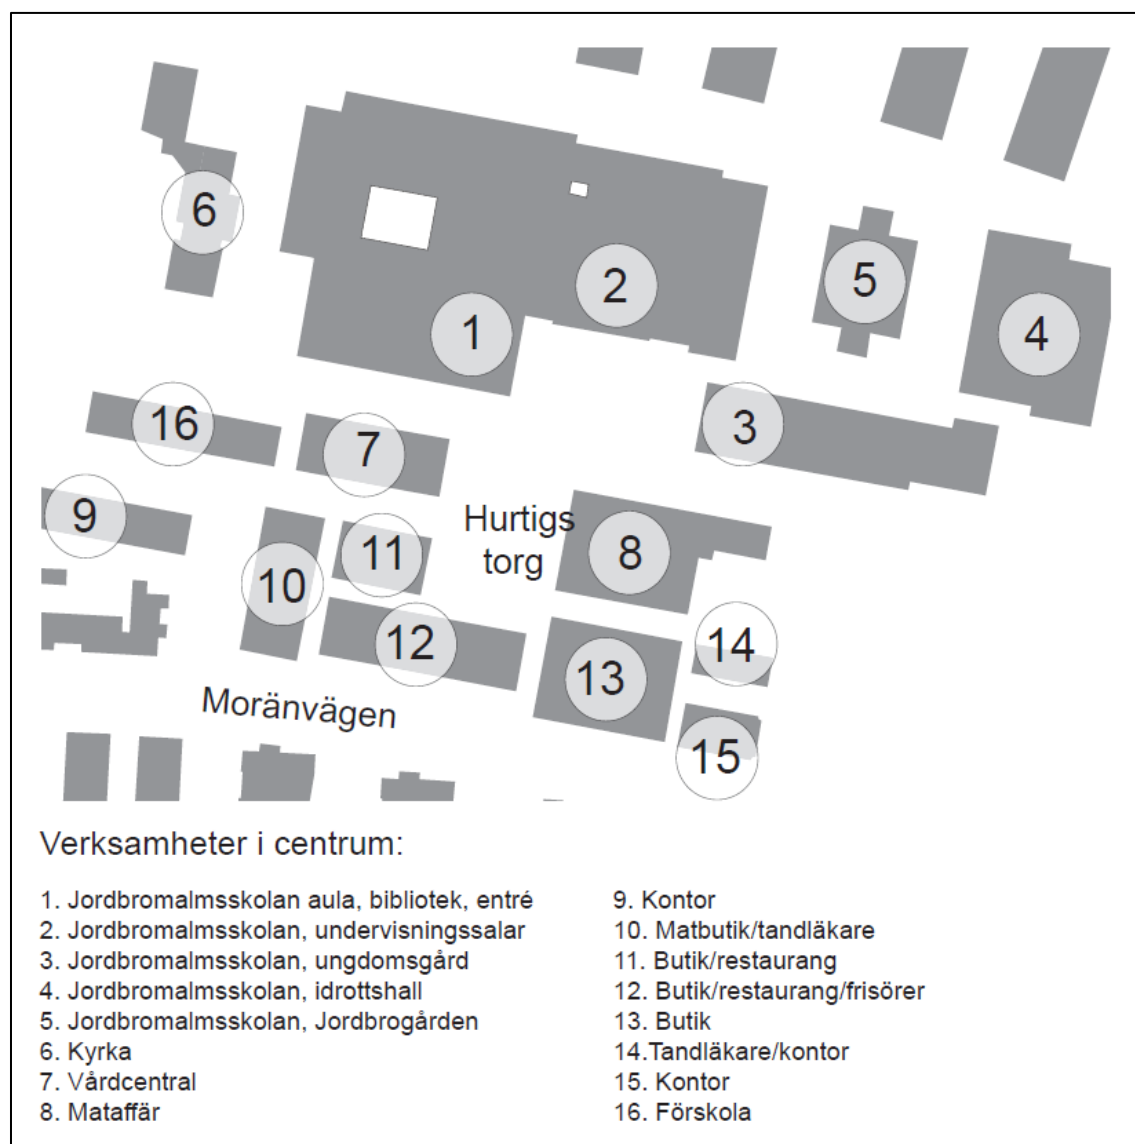 6
2
5
1
4
16
7
3
9
Hurtigs
torg
11
8
10
12
14
13
Moränvägen
15
Verksamheter i centrum:
1. Jordbromalmsskolan aula, bibliotek, entré
2. Jordbromalmsskolan, undervisningssalar
3. Jordbromalmsskolan, ungdomsgård
4. Jordbromalmsskolan, idrottshall
5. Jordbromalmsskolan, Jordbrogården
6. Kyrka
7. Vårdcentral
8. Mataffär
9. Kontor
10. Matbutik/tandläkare
11. Butik/restaurang
12. Butik/restaurang/frisörer
13. Butik
14.Tandläkare/kontor
15. Kontor
16. Förskola